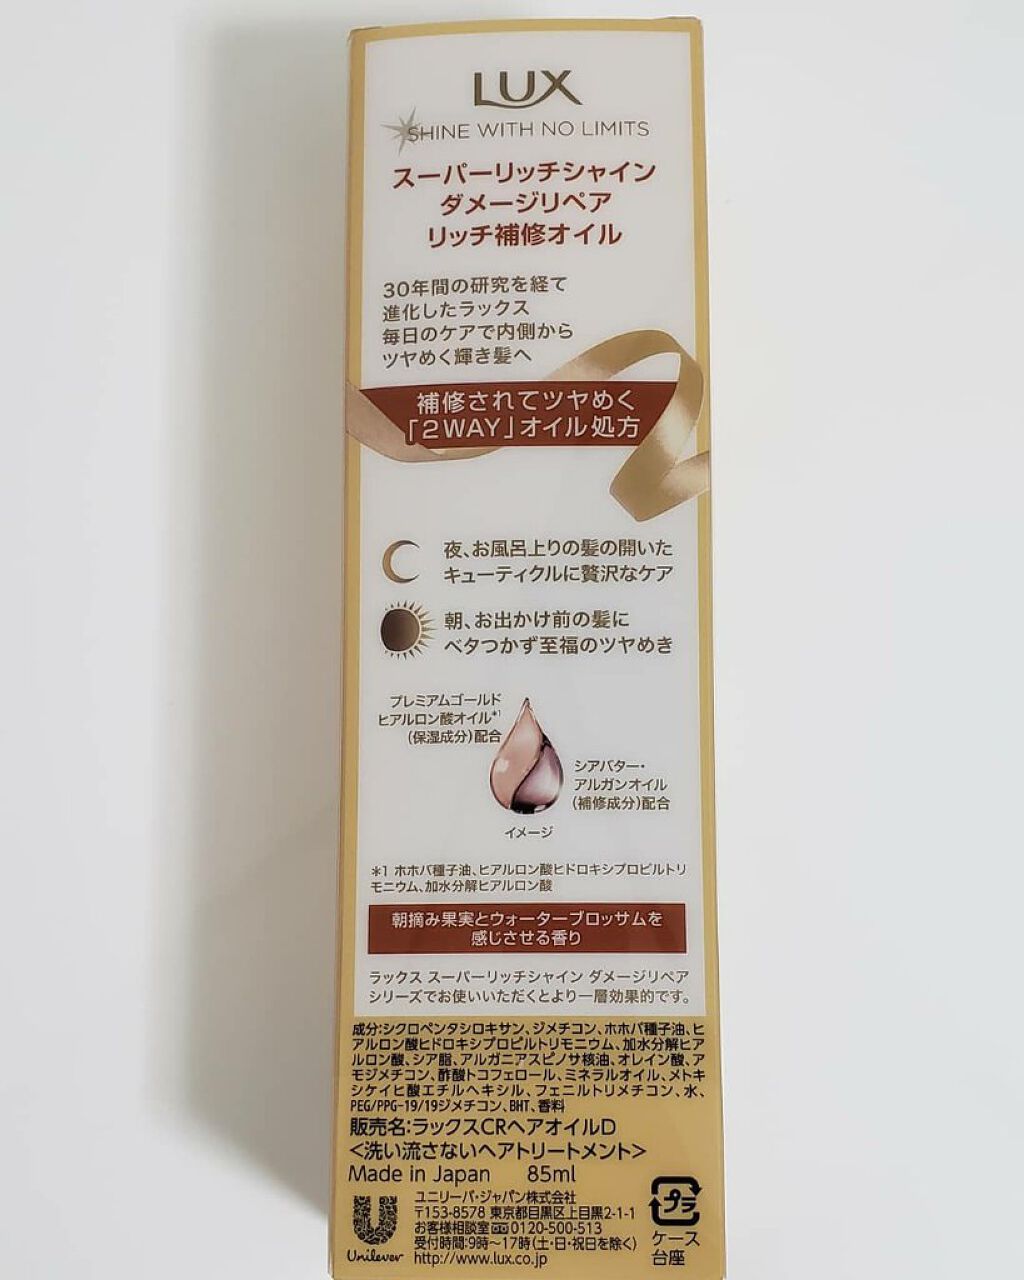 LUX
SHINE WITH NO LIMITS
スーパーリッチシャイン
ダメージリペア
リッチ補修オイル
30年間の研究を経て
進化したラックス
毎日のケアで内側から
ツヤめく輝き髪へ
補修されてツヤめく
「2WAY」オイル処方
夜、お風呂上りの髪の開いた
キューティクルに贅沢なケア
朝、お出かけ前の髪に
ベタつかず至福のツヤめき
プレミアムゴールド
ヒアルロン酸オイル*1
(保湿成分)配合
シアバター・
アルガンオイル
(補修成分)配合
イメージ
*1 ホホバ種子油、ヒアルロン酸ヒドロキシプロピルトリ
モニウム、加水分解ヒアルロン酸
朝摘み果実とウォーターブロッサムを
感じさせる香り
ラックス スーパーリッチシャイン ダメージリペア
シリーズでお使いいただくとより一層効果的です。
成分:シクロペンタシロキサン、ジメチコン、ホホバ種子油、ヒ
アルロン酸ヒドロキシプロピルトリモニウム、加水分解ヒア
ルロン酸、シア脂、アルガニアスピノサ核油、オレイン酸、ア
モジメチコン、酢酸トコフェロール、ミネラルオイル、メトキ
シケイヒ酸エチルヘキシル、フェニルトリメチコン、水、
PEG/PPG-19/19ジメチコン、BHT、香料
販売名:ラックスCRヘアオイルD
<洗い流さないヘアトリートメント>
Made in Japan 85ml
Unilever
ユニリーバ・ジャパン株式会社
〒153-8578 東京都目黒区上目黒2-1-1
お客様相談室 0120-500-513
受付時間:9時~17時(土・日・祝日を除く)
http://www.lux.co.jp
プラ
ケース
台座